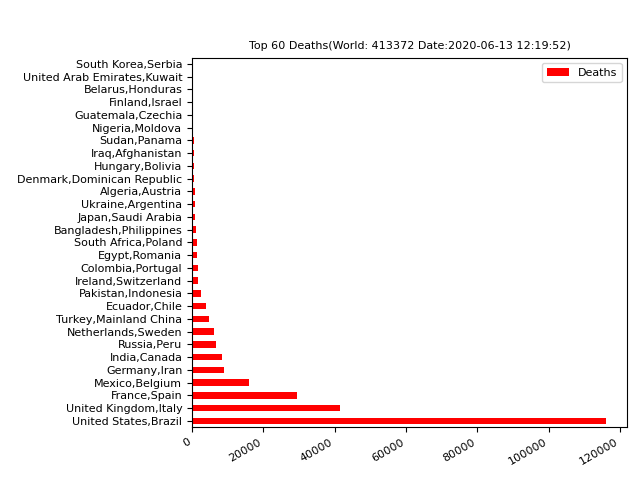 Top 60 Deaths(World: 413372 Date:2020-06-13 12:19:52)
Deaths
South Korea,Serbia
United Arab Emirates,Kuwait
Belarus,Honduras
Finland,Israel
Guatemala,Czechia
Nigeria,Moldova
Sudan,Panama
Iraq,Afghanistan
Hungary,Bolivia
Denmark,Dominican Republic
Algeria,Austria
Ukraine,Argentina
Japan,Saudi Arabia
Bangladesh,Philippines
South Africa,Poland
Egypt,Romania
Colombia,Portugal
Ireland,Switzerland
Pakistan,Indonesia
Ecuador,Chile
Turkey,Mainland China
Netherlands,Sweden
Russia,Peru
India,Canada
Germany,Iran
Mexico,Belgium
France,Spain
United Kingdom,Italy
United States,Brazil
0 20000 40000 60000 80000 100000 120000